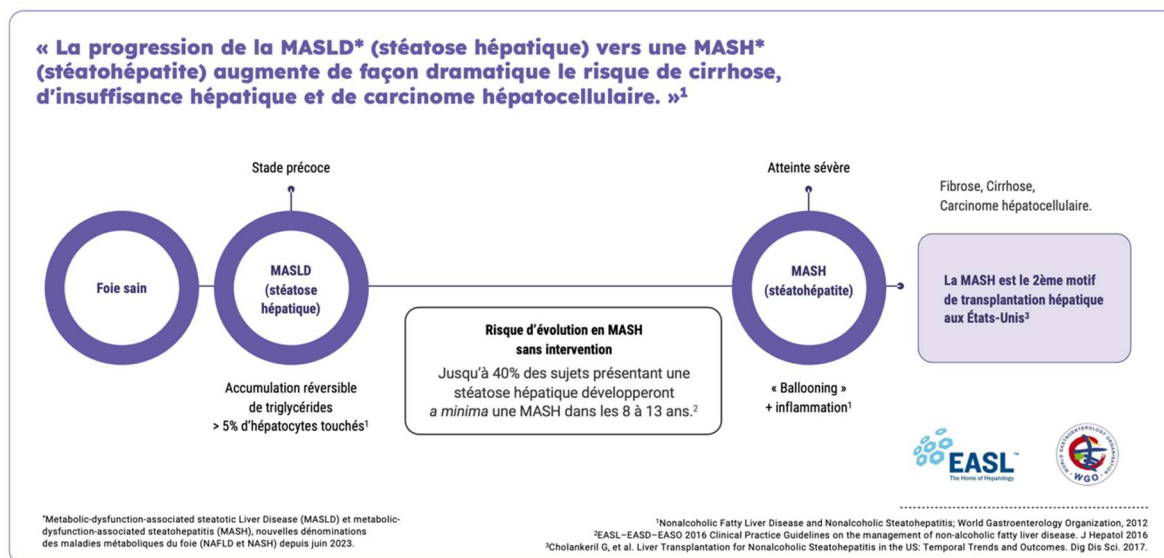 « La progression de la MASLD* (stéatose hépatique) vers une MASH*
(stéatohépatite) augmente de façon dramatique le risque de cirrhose,
d'insuffisance hépatique et de carcinome hépatocellulaire. »¹
Stade précoce
Atteinte sévère
Fibrose, Cirrhose,
Carcinome hépatocellulaire.
Foie sain
MASLD
(stéatose
hépatique)
MASH
(stéatohépatite)
La MASH est le 2ème motif
de transplantation hépatique
aux États-Unis³
Risque d'évolution en MASH
sans intervention
Jusqu'à 40% des sujets présentant une
stéatose hépatique développeront
a minima une MASH dans les 8 à 13 ans.²
Accumulation réversible
de triglycérides
> 5% d'hépatocytes touchés¹
« Ballooning »
+ inflammation¹
EASL™
The Home of Hepatology
WORLD GASTROENTEROLOGY ORGANISATION
WGO
*Metabolic-dysfunction-associated steatotic Liver Disease (MASLD) et metabolic-
dysfunction-associated steatohepatitis (MASH), nouvelles dénominations
des maladies métaboliques du foie (NAFLD et NASH) depuis juin 2023.
¹Nonalcoholic Fatty Liver Disease and Nonalcoholic Steatohepatitis; World Gastroenterology Organization, 2012
²EASL–EASD–EASO 2016 Clinical Practice Guidelines on the management of non-alcoholic fatty liver disease. J Hepatol 2016
³Cholankeril G, et al. Liver Transplantation for Nonalcoholic Steatohepatitis in the US: Temporal Trends and Outcomes. Dig Dis Sci. 2017.